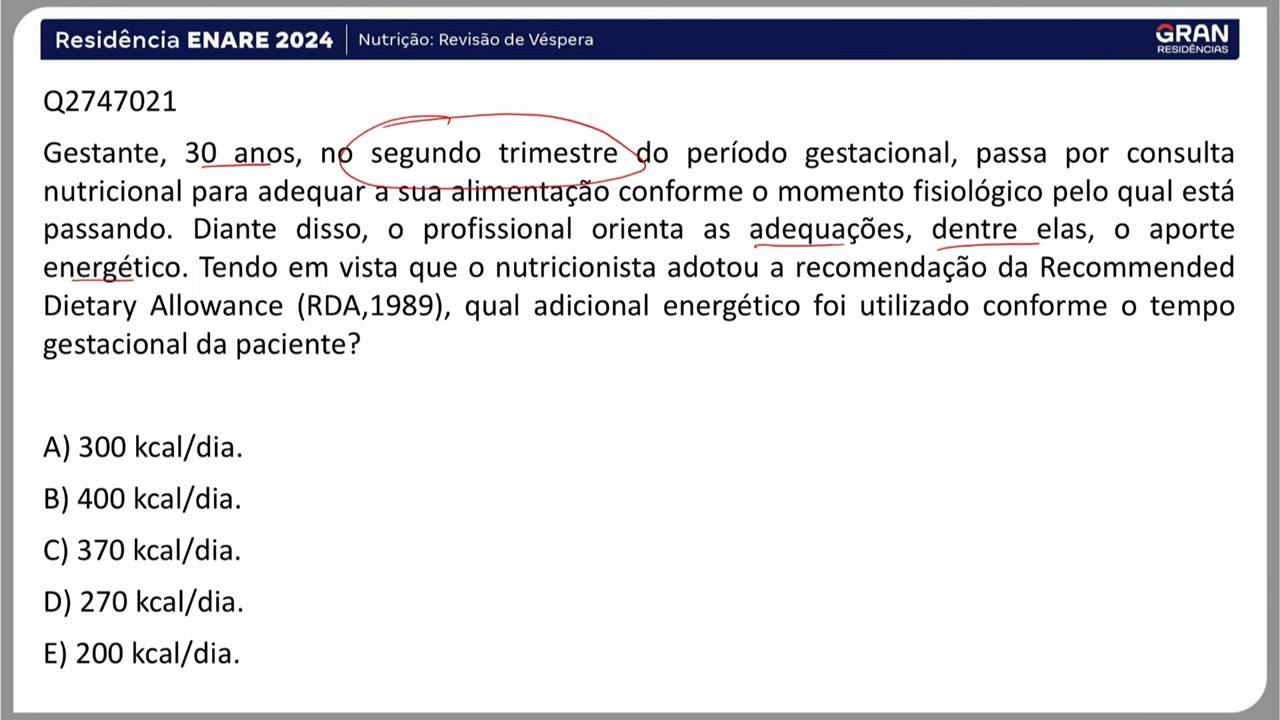 Residência ENARE 2024 | Nutrição: Revisão de Véspera
GRAN
RESIDÊNCIAS
Q2747021
Gestante, 30 anos, no segundo trimestre do período gestacional, passa por consulta
nutricional para adequar a sua alimentação conforme o momento fisiológico pelo qual está
passando. Diante disso, o profissional orienta as adequações, dentre elas, o aporte
energético. Tendo em vista que o nutricionista adotou a recomendação da Recommended
Dietary Allowance (RDA,1989), qual adicional energético foi utilizado conforme o tempo
gestacional da paciente?
A) 300 kcal/dia.
B) 400 kcal/dia.
C) 370 kcal/dia.
D) 270 kcal/dia.
E) 200 kcal/dia.